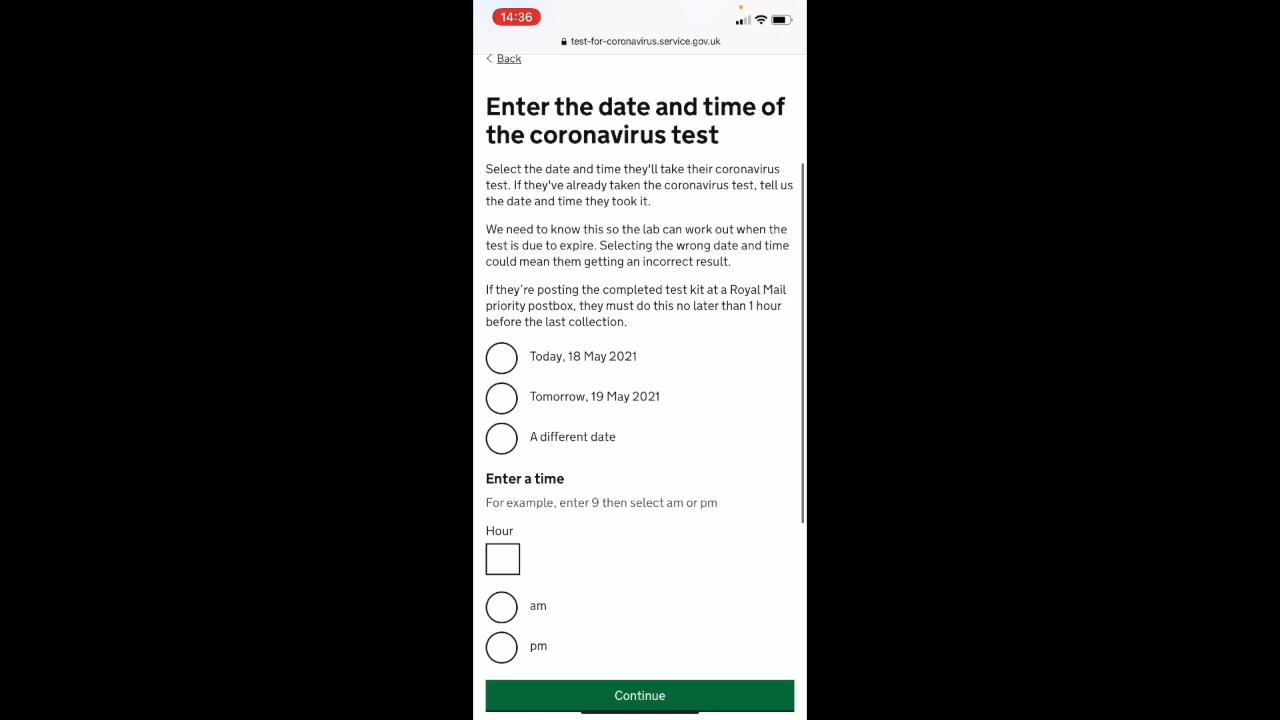 14:36
test-for-coronavirus.service.gov.uk
Back
Enter the date and time of
the coronavirus test
Select the date and time they'll take their coronavirus
test. If they've already taken the coronavirus test, tell us
the date and time they took it.
We need to know this so the lab can work out when the
test is due to expire. Selecting the wrong date and time
could mean them getting an incorrect result.
If they're posting the completed test kit at a Royal Mail
priority postbox, they must do this no later than 1 hour
before the last collection.
Today, 18 May 2021
Tomorrow, 19 May 2021
A different date
Enter a time
For example, enter 9 then select am or pm
Hour
am
pm
Continue